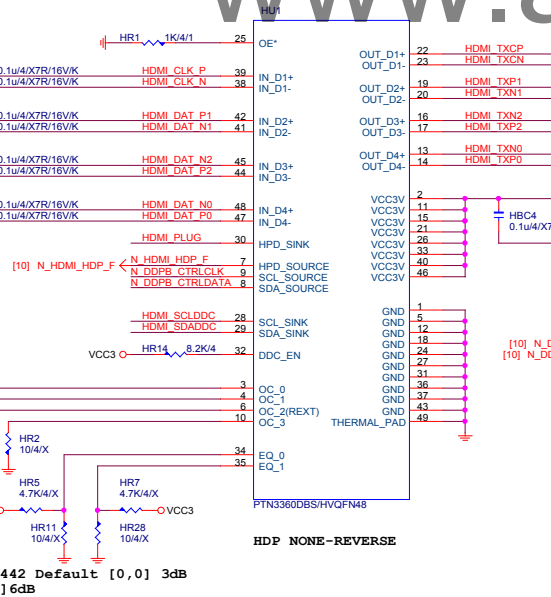 www.a
HU1
HR1 1K/4/1 25 OE*
OUT_D1+ 22 HDMI_TXCP
OUT_D1- 23 HDMI_TXCN
0.1u/4/X7R/16V/K HDMI_CLK_P 39 IN_D1+
0.1u/4/X7R/16V/K HDMI_CLK_N 38 IN_D1-
OUT_D2+ 19 HDMI_TXP1
OUT_D2- 20 HDMI_TXN1
0.1u/4/X7R/16V/K HDMI_DAT_P1 42 IN_D2+
0.1u/4/X7R/16V/K HDMI_DAT_N1 41 IN_D2-
OUT_D3+ 16 HDMI_TXN2
OUT_D3- 17 HDMI_TXP2
0.1u/4/X7R/16V/K HDMI_DAT_N2 45 IN_D3+
0.1u/4/X7R/16V/K HDMI_DAT_P2 44 IN_D3-
OUT_D4+ 13 HDMI_TXN0
OUT_D4- 14 HDMI_TXP0
0.1u/4/X7R/16V/K HDMI_DAT_N0 48 IN_D4+
0.1u/4/X7R/16V/K HDMI_DAT_P0 47 IN_D4-
VCC3V 2
VCC3V 11
VCC3V 15
VCC3V 21
VCC3V 26
VCC3V 33
VCC3V 40
VCC3V 46
HBC4
0.1u/4/X7
HDMI_PLUG 30 HPD_SINK
[10] N_HDMI_HDP_F N_HDMI_HDP_F 7 HPD_SOURCE
N_DDPB_CTRLCLK 9 SCL_SOURCE
N_DDPB_CTRLDATA 8 SDA_SOURCE
HDMI_SCLDDC 28 SCL_SINK
HDMI_SDADDC 29 SDA_SINK
VCC3 HR14 8.2K/4 32 DDC_EN
GND 1
GND 5
GND 12
GND 18
GND 24
GND 27
GND 31
GND 36
GND 37
GND 43
THERMAL_PAD 49
[10] N_D
[10] N_DD
3 OC_0
4 OC_1
6 OC_2(REXT)
10 OC_3
HR2
10/4/X
34 EQ_0
35 EQ_1
HR5
4.7K/4/X
HR7
4.7K/4/X
VCC3
HR11
10/4/X
HR28
10/4/X
PTN3360DBS/HVQFN48
HDP NONE-REVERSE
442 Default [0,0] 3dB
]6dB